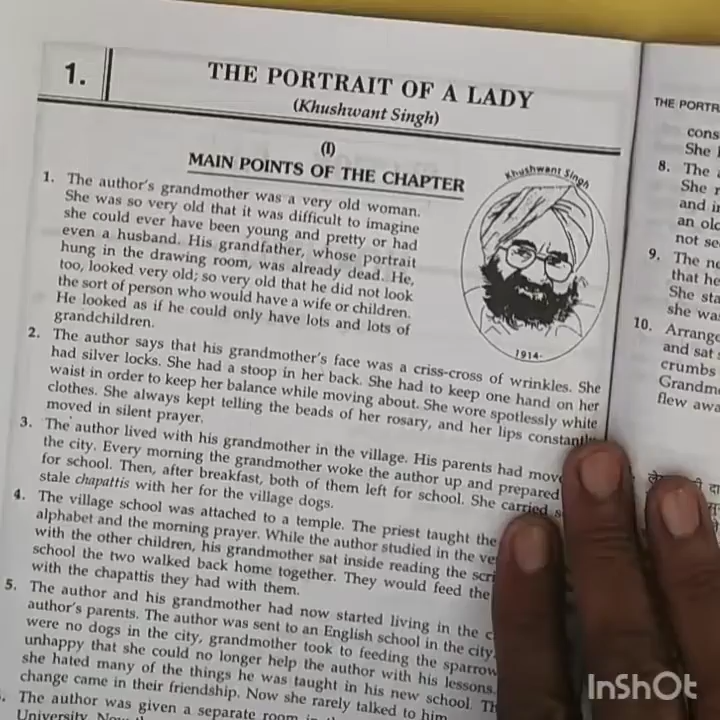 1.
THE PORTRAIT OF A LADY
(Khushwant Singh)
(I)
MAIN POINTS OF THE CHAPTER
Khushwant Singh
1914-
1. The author's grandmother was a very old woman.
She was so very old that it was difficult to imagine
she could ever have been young and pretty or had
even a husband. His grandfather, whose portrait
hung in the drawing room, was already dead. He,
too, looked very old; so very old that he did not look
the sort of person who would have a wife or children.
He looked as if he could only have lots and lots of
grandchildren.
2. The author says that his grandmother's face was a criss-cross of wrinkles. She
had silver locks. She had a stoop in her back. She had to keep one hand on her
waist in order to keep her balance while moving about. She wore spotlessly white
clothes. She always kept telling the beads of her rosary, and her lips constantly
moved in silent prayer.
3. The author lived with his grandmother in the village. His parents had mov
the city. Every morning the grandmother woke the author up and prepared
for school. Then, after breakfast, both of them left for school. She carried s
stale chapattis with her for the village dogs.
4. The village school was attached to a temple. The priest taught the
alphabet and the morning prayer. While the author studied in the ve
with the other children, his grandmother sat inside reading the scri
school the two walked back home together. They would feed the
with the chapattis they had with them.
5. The author and his grandmother had now started living in the c
author's parents. The author was sent to an English school in the city.
were no dogs in the city, grandmother took to feeding the sparrow
unhappy that she could no longer help the author with his lessons.
she hated many of the things he was taught in his new school. Th
change came in their friendship. Now she rarely talked to him.
The author was given a separate room in
University. Now
THE PORTR
cons
She
8. The
She r
and i
an old
not se
9. The ne
that he
She sta
she was
10. Arrange
and sat
crumbs
Grandm
flew awa
InShOt